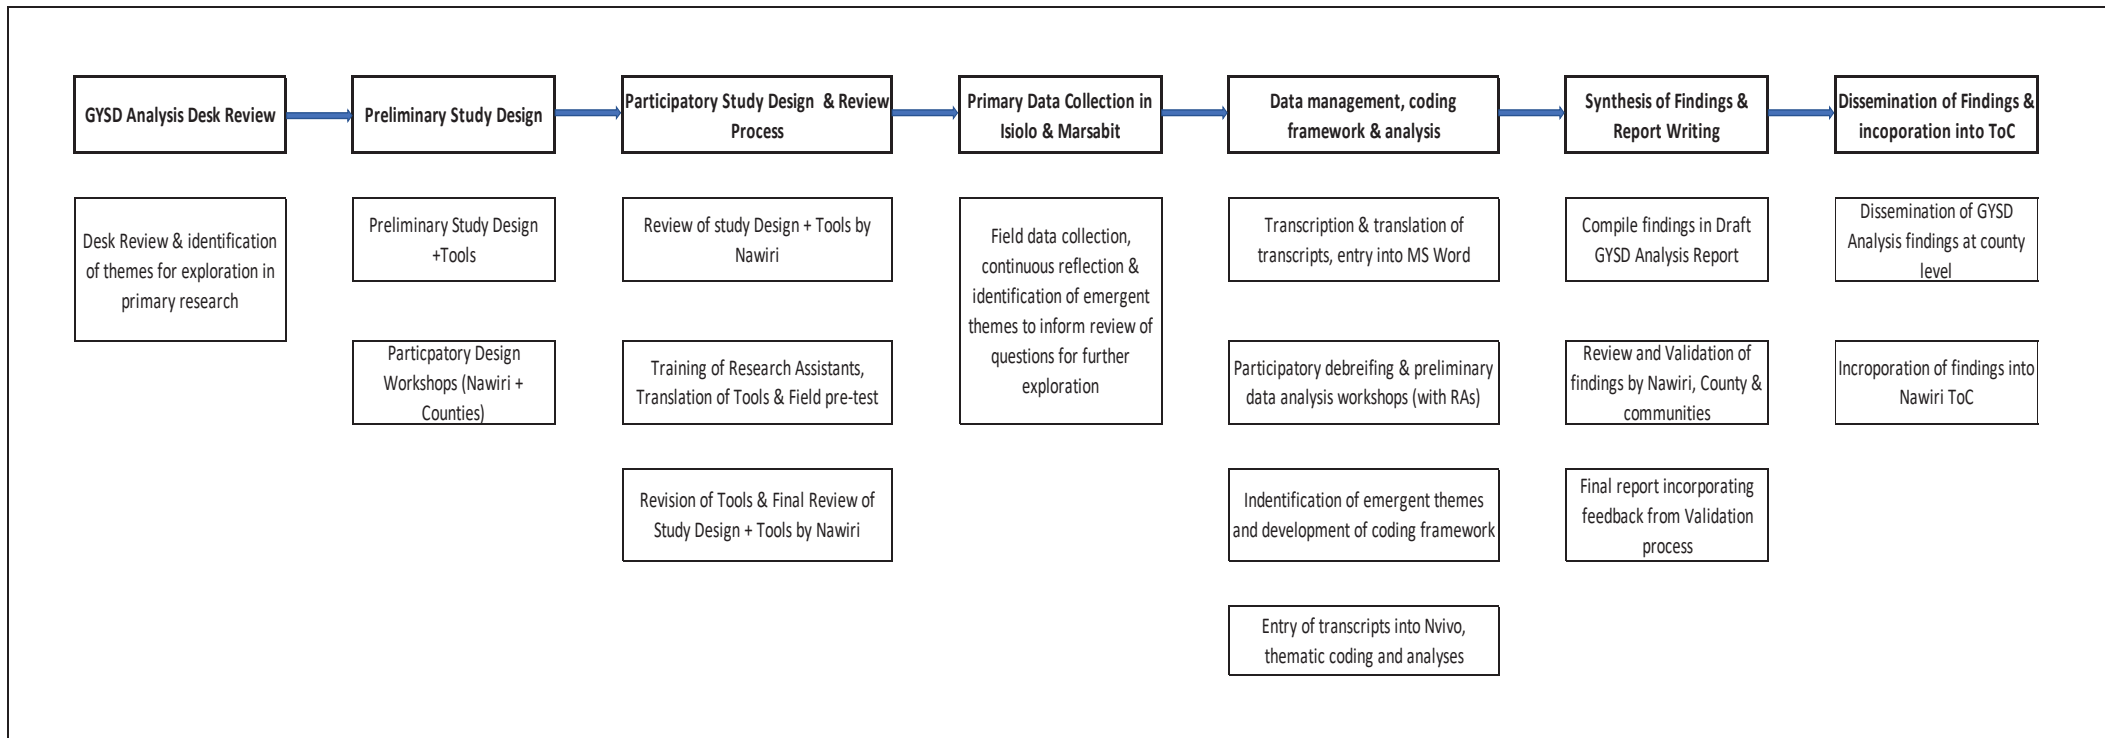 GYSD Analysis Desk Review
Preliminary Study Design
Participatory Study Design & Review
Process
Primary Data Collection in
Isiolo & Marsabit
Data management, coding
framework & analysis
Synthesis of Findings &
Report Writing
Dissemination of Findings &
incoporation into ToC
Desk Review & identification
of themes for exploration in
primary research
Preliminary Study Design
+Tools
Particpatory Design
Workshops (Nawiri +
Counties)
Review of study Design + Tools by
Nawiri
Training of Research Assistants,
Translation of Tools & Field pre-test
Revision of Tools & Final Review of
Study Design + Tools by Nawiri
Field data collection,
continuous reflection &
identification of emergent
themes to inform review of
questions for further
exploration
Transcription & translation of
transcripts, entry into MS Word
Participatory debreifing & preliminary
data analysis workshops (with RAs)
Indentification of emergent themes
and development of coding framework
Entry of transcripts into Nvivo,
thematic coding and analyses
Compile findings in Draft
GYSD Analysis Report
Review and Validation of
findings by Nawiri, County &
communities
Final report incorporating
feedback from Validation
process
Dissemination of GYSD
Analysis findings at county
level
Incroporation of findings into
Nawiri ToC